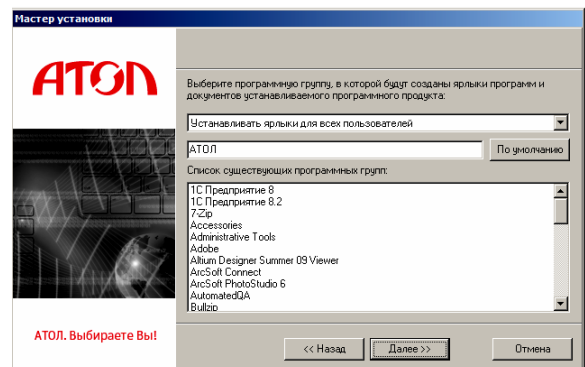 Мастер установки
АТОЛ
Выберите программную группу, в которой будут созданы ярлыки программ и
документов устанавливаемого программного продукта:
Устанавливать ярлыки для всех пользователей
АТОЛ
По умолчанию
Список существующих программных групп:
1С Предприятие 8
1С Предприятие 8.2
7-Zip
Accessories
Administrative Tools
Adobe
Altium Designer Summer 09 Viewer
ArcSoft Connect
ArcSoft PhotoStudio 6
AutomatedQA
Bullzip
АТОЛ. Выбираете Вы!
<< Назад
Далее >>
Отмена